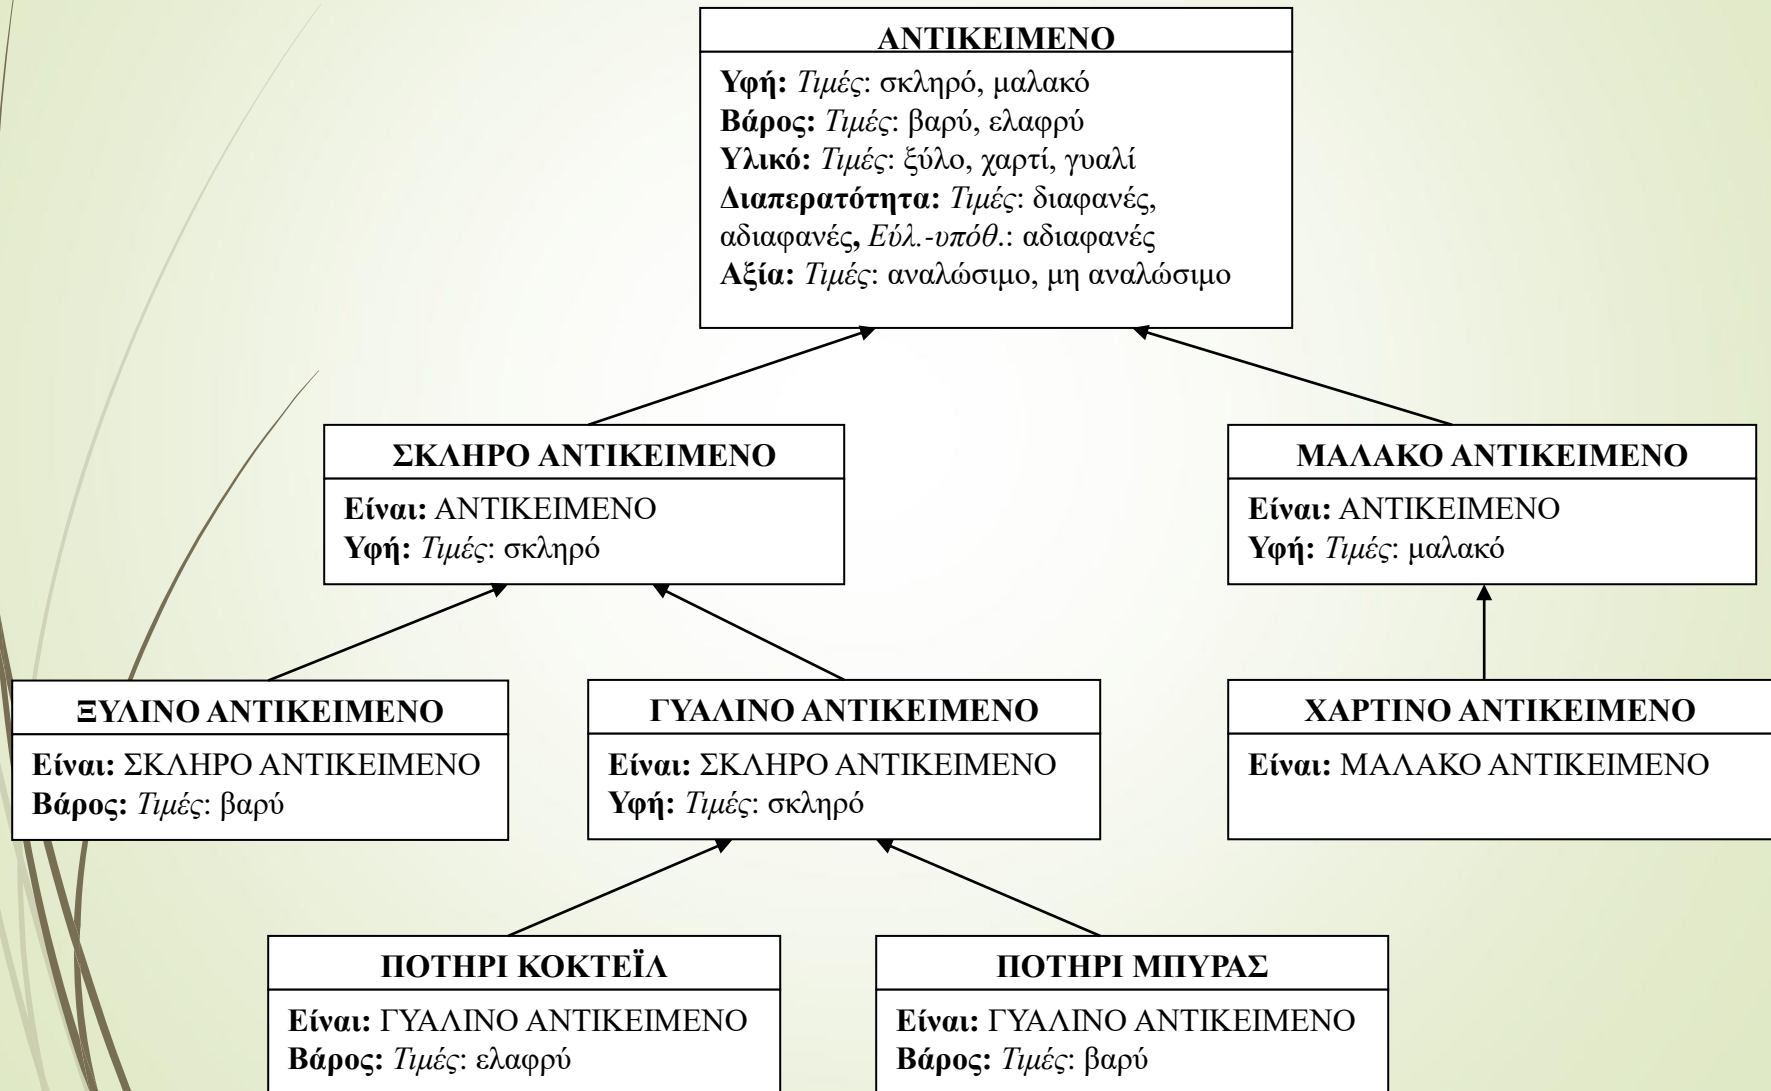 ΑΝΤΙΚΕΙΜΕΝΟ
Υφή: Τιμές: σκληρό, μαλακό
Βάρος: Τιμές: βαρύ, ελαφρύ
Υλικό: Τιμές: ξύλο, χαρτί, γυαλί
Διαπερατότητα: Τιμές: διαφανές,
αδιαφανές, Εύλ.-υπόθ.: αδιαφανές
Αξία: Τιμές: αναλώσιμο, μη αναλώσιμο
ΣΚΛΗΡΟ ΑΝΤΙΚΕΙΜΕΝΟ
Είναι: ΑΝΤΙΚΕΙΜΕΝΟ
Υφή: Τιμές: σκληρό
ΜΑΛΑΚΟ ΑΝΤΙΚΕΙΜΕΝΟ
Είναι: ΑΝΤΙΚΕΙΜΕΝΟ
Υφή: Τιμές: μαλακό
ΞΥΛΙΝΟ ΑΝΤΙΚΕΙΜΕΝΟ
Είναι: ΣΚΛΗΡΟ ΑΝΤΙΚΕΙΜΕΝΟ
Βάρος: Τιμές: βαρύ
ΓΥΑΛΙΝΟ ΑΝΤΙΚΕΙΜΕΝΟ
Είναι: ΣΚΛΗΡΟ ΑΝΤΙΚΕΙΜΕΝΟ
Υφή: Τιμές: σκληρό
ΧΑΡΤΙΝΟ ΑΝΤΙΚΕΙΜΕΝΟ
Είναι: ΜΑΛΑΚΟ ΑΝΤΙΚΕΙΜΕΝΟ
ΠΟΤΗΡΙ ΚΟΚΤΕΪΛ
Είναι: ΓΥΑΛΙΝΟ ΑΝΤΙΚΕΙΜΕΝΟ
Βάρος: Τιμές: ελαφρύ
ΠΟΤΗΡΙ ΜΠΥΡΑΣ
Είναι: ΓΥΑΛΙΝΟ ΑΝΤΙΚΕΙΜΕΝΟ
Βάρος: Τιμές: βαρύ